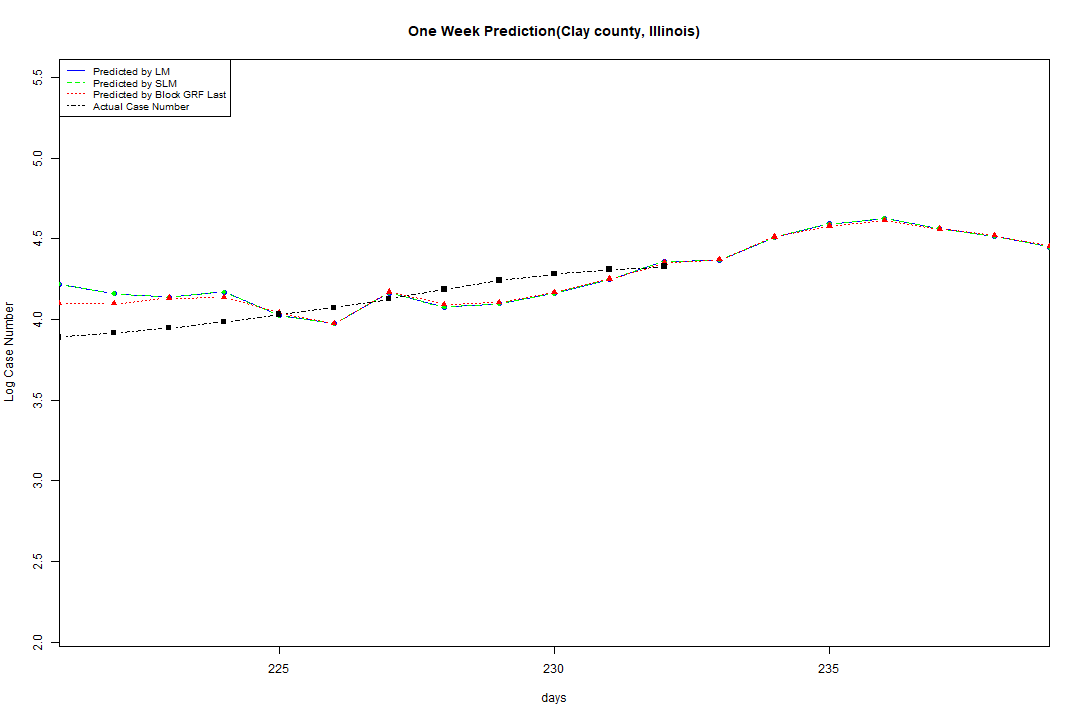 One Week Prediction(Clay county, Illinois)
Predicted by LM
Predicted by SLM
Predicted by Block GRF Last
Actual Case Number
5.5
5.0
4.5
4.0
3.5
3.0
2.5
2.0
Log Case Number
225 230 235
days